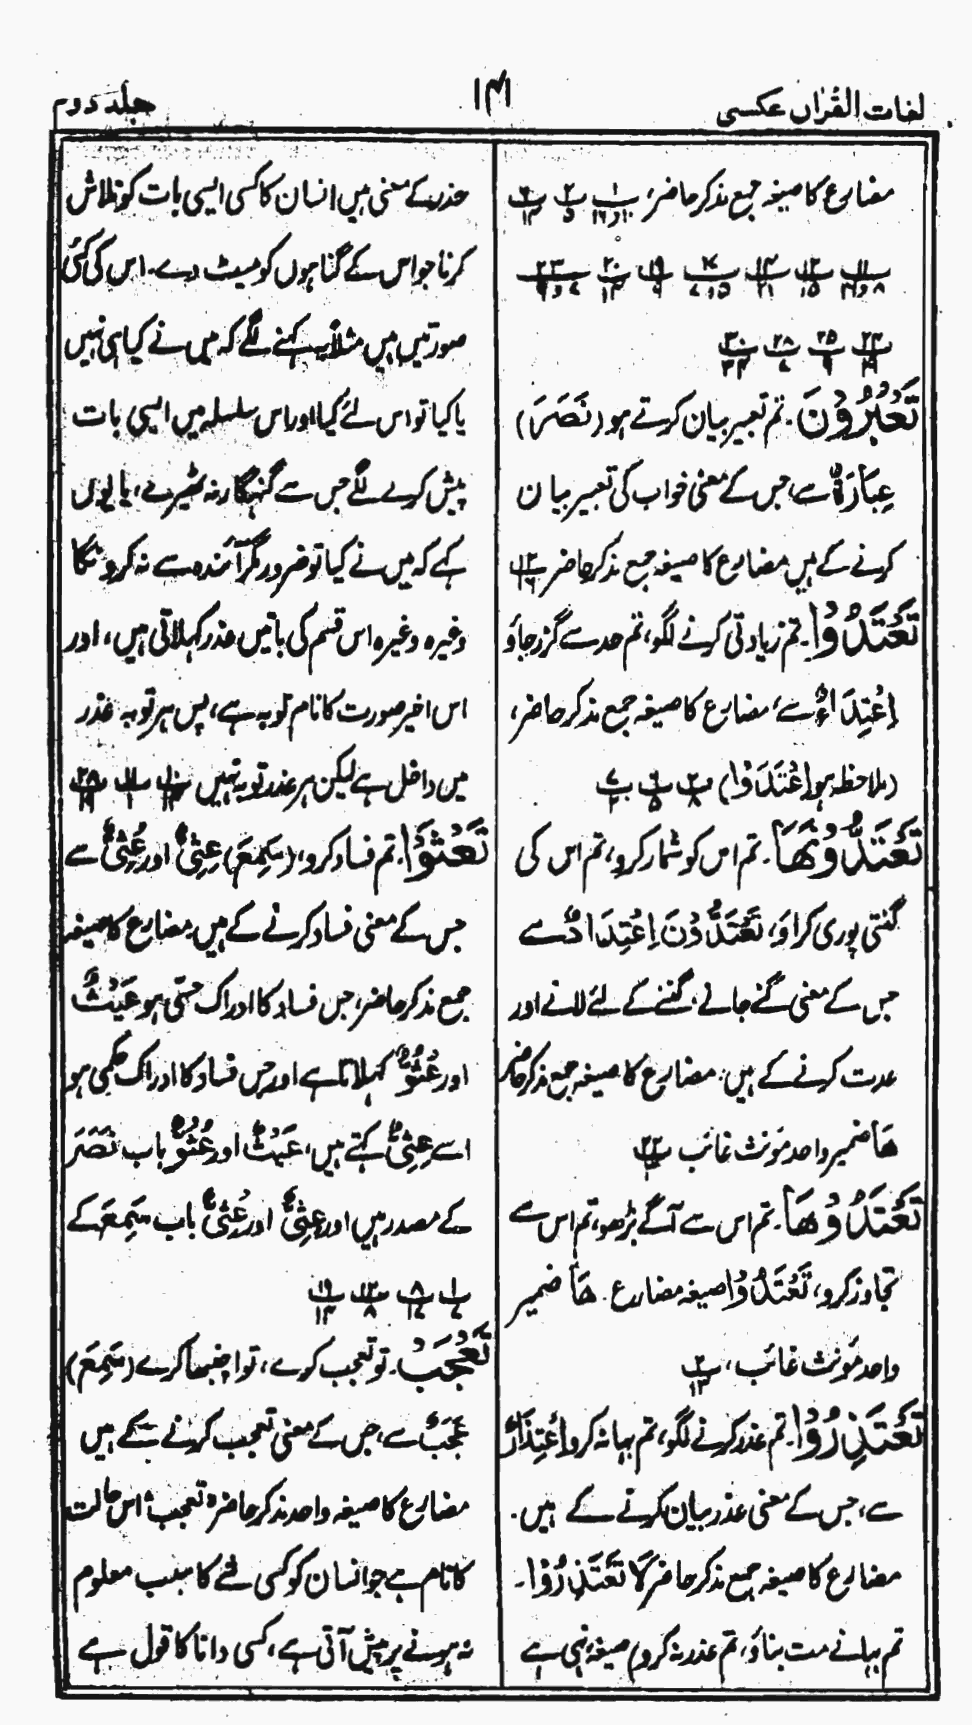 لغات القرآن عکسی
۱۴۱
جلد دوم
مضارع کا صیغہ جمع مذکر حاضر،
تَعْبُرُوْنَ۔ تم تعبیر بیان کرتے ہو (نَصَرَ)
عِبَارَۃٌ سے، جس کے معنی خواب کی تعبیر بیان
کرنے کے ہیں مضارع کا صیغہ جمع مذکر حاضر
تَعْتَدُوْا۔ تم زیادتی کرنے لگو، تم حد سے گزر جاؤ
اِعْتِدَاءٌ سے، مضارع کا صیغہ جمع مذکر حاضر،
(ملاحظہ ہو اِعْتَدَوْا)
تَعْتَدُّوْنَهَا۔ تم اس کو شمار کرو، تم اس کی
گنتی پوری کراؤ، تَعْتَدُّوْنَ اِعْتِدَادٌ سے
جس کے معنی گنے جانے، گننے کے لئے لانے اور
عدت کرنے کے ہیں۔ مضارع کا صیغہ جمع مذکر حاضر
هَا ضمیر واحد مؤنث غائب
تَعْتَدُوْهَا۔ تم اس سے آگے بڑھو، تم اس سے
تجاوز کرو، تَعْتَدُوْا صیغہ مضارع۔ هَا ضمیر
واحد مؤنث غائب،
تَعْتَذِرُوْا۔ تم عذر کرنے لگو، تم بہانہ کرو اِعْتِذَارٌ
سے، جس کے معنی عذر بیان کرنے کے ہیں۔
مضارع کا صیغہ جمع مذکر حاضر لَا تَعْتَذِرُوْا۔
تم بہانے مت بناؤ، تم عذر نہ کرو، صیغہ نہی ہے
حذر کے معنی ہیں انسان کا کسی ایسی بات کو تلاش
کرنا جو اس کے گناہوں کو میٹ دے۔ اس کی کئی
صورتیں ہیں مثلاً یہ کہنے لگے کہ میں نے کیا ہی نہیں
یا کیا تو اس لئے کیا اور اس سلسلہ میں ایسی بات
پیش کرنے لگے جس سے گنہگار نہ ٹھیرے، یا یوں
کہے کہ میں نے کیا تو ضرور مگر آئندہ سے نہ کروں گا
وغیرہ وغیرہ اس قسم کی باتیں عذر کہلاتی ہیں، اور
اس اخیر صورت کا نام توبہ ہے، پس ہر توبہ عذر
میں داخل ہے لیکن ہر عذر توبہ نہیں
تَعْثَوْا۔ تم فساد کرو، (سَمِعَ) عِثِیٌّ اور عُثِیٌّ سے
جس کے معنی فساد کرنے کے ہیں مضارع کا صیغہ
جمع مذکر حاضر، جس فساد کا ادراک حسّی ہو عَیْثٌ
اور عُثُوٌّ کہلاتا ہے اور جس فساد کا ادراک حکمی ہو
اسے عِثِیٌّ کہتے ہیں، عَیْثٌ اور عُثُوٌّ باب نَصَرَ
کے مصدر ہیں اور عِثِیٌّ اور عُثِیٌّ باب سَمِعَ کے
تَعْجَبْ۔ تو تعجب کرے، تو اچنبھا کرے (سَمِعَ)
عَجَبٌ سے، جس کے معنی تعجب کرنے کے ہیں
مضارع کا صیغہ واحد مذکر حاضر، تعجب اس حالت
کا نام ہے جو انسان کو کسی شئے کا سبب معلوم
نہ ہونے پر پیش آتی ہے، کسی دانا کا قول ہے